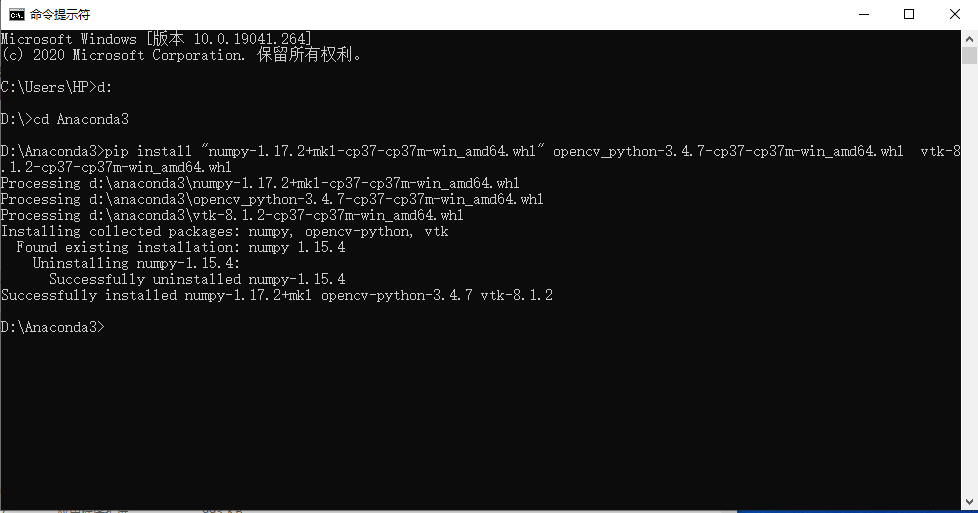 命令提示符
Microsoft Windows [版本 10.0.19041.264]
(c) 2020 Microsoft Corporation. 保留所有权利。
C:\Users\HP>d:
D:\>cd Anaconda3
D:\Anaconda3>pip install "numpy-1.17.2+mkl-cp37-cp37m-win_amd64.whl" opencv_python-3.4.7-cp37-cp37m-win_amd64.whl  vtk-8
.1.2-cp37-cp37m-win_amd64.whl
Processing d:\anaconda3\numpy-1.17.2+mkl-cp37-cp37m-win_amd64.whl
Processing d:\anaconda3\opencv_python-3.4.7-cp37-cp37m-win_amd64.whl
Processing d:\anaconda3\vtk-8.1.2-cp37-cp37m-win_amd64.whl
Installing collected packages: numpy, opencv-python, vtk
  Found existing installation: numpy 1.15.4
    Uninstalling numpy-1.15.4:
      Successfully uninstalled numpy-1.15.4
Successfully installed numpy-1.17.2+mkl opencv-python-3.4.7 vtk-8.1.2
D:\Anaconda3>